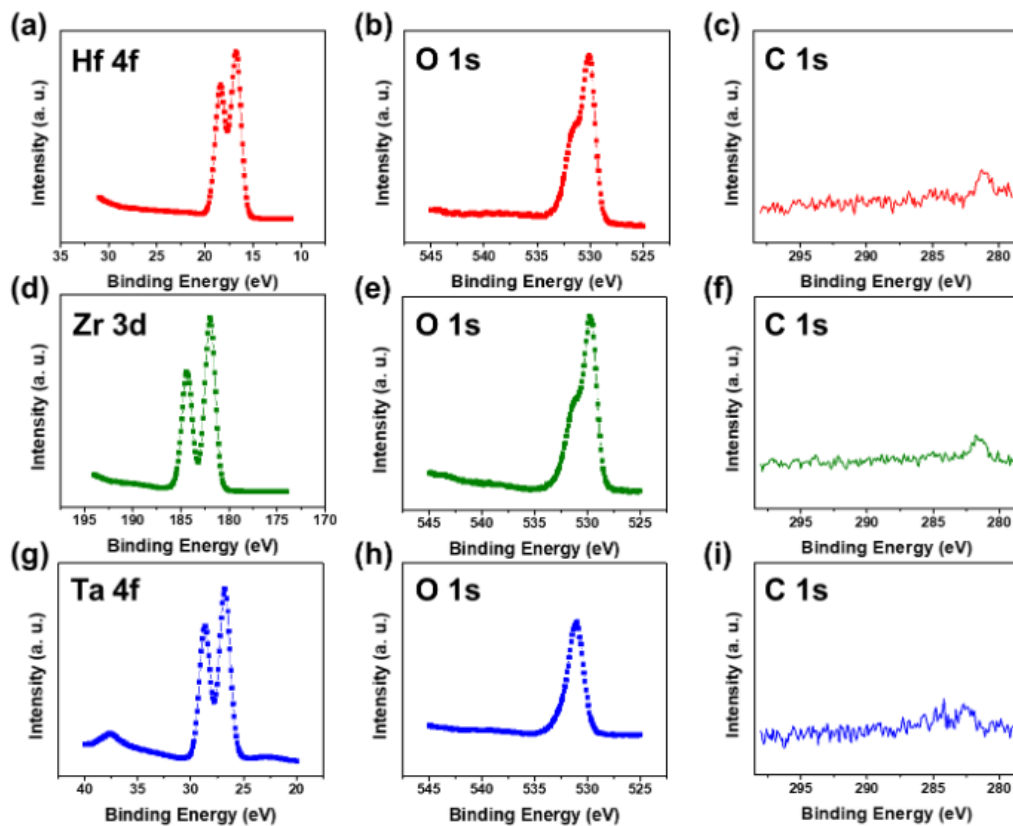 (a) Hf 4f
Intensity (a. u.)
35 30 25 20 15 10
Binding Energy (eV)
(b) O 1s
Intensity (a. u.)
545 540 535 530 525
Binding Energy (eV)
(c) C 1s
Intensity (a. u.)
295 290 285 280
Binding Energy (eV)
(d) Zr 3d
Intensity (a. u.)
195 190 185 180 175 170
Binding Energy (eV)
(e) O 1s
Intensity (a. u.)
545 540 535 530 525
Binding Energy (eV)
(f) C 1s
Intensity (a. u.)
295 290 285 280
Binding Energy (eV)
(g) Ta 4f
Intensity (a. u.)
40 35 30 25 20
Binding Energy (eV)
(h) O 1s
Intensity (a. u.)
545 540 535 530 525
Binding Energy (eV)
(i) C 1s
Intensity (a. u.)
295 290 285 280
Binding Energy (eV)